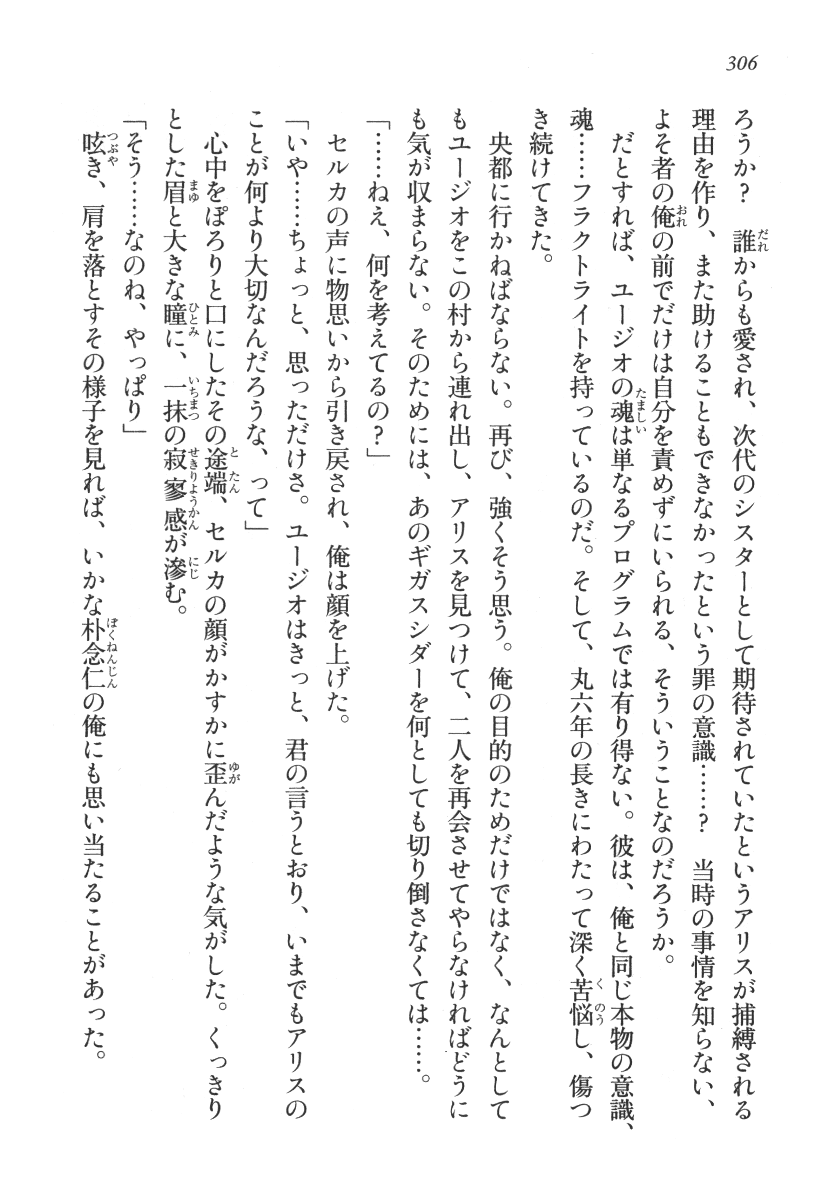 306
ろうか？　誰からも愛され、次代のシスターとして期待されていたというアリスが捕縛される
理由を作り、また助けることもできなかったという罪の意識……？　当時の事情を知らない、
よそ者の俺の前でだけは自分を責めずにいられる、そういうことなのだろうか。
だとすれば、ユージオの魂は単なるプログラムでは有り得ない。彼は、俺と同じ本物の意識、
魂……フラクトライトを持っているのだ。そして、丸六年の長きにわたって深く苦悩し、傷つ
き続けてきた。
央都に行かねばならない。再び、強くそう思う。俺の目的のためだけではなく、なんとして
もユージオをこの村から連れ出し、アリスを見つけて、二人を再会させてやらなければどうに
も気が収まらない。そのためには、あのギガスシダーを何としても切り倒さなくては……。
「……ねえ、何を考えてるの？」
セルカの声に物思いから引き戻され、俺は顔を上げた。
「いや……ちょっと、思っただけさ。ユージオはきっと、君の言うとおり、いまでもアリスの
ことが何より大切なんだろうな、って」
心中をぽろりと口にしたその途端、セルカの顔がかすかに歪んだような気がした。くっきり
とした眉と大きな瞳に、一抹の寂寥感が滲む。
「そう……なのね、やっぱり」
呟き、肩を落とすその様子を見れば、いかな朴念仁の俺にも思い当たることがあった。